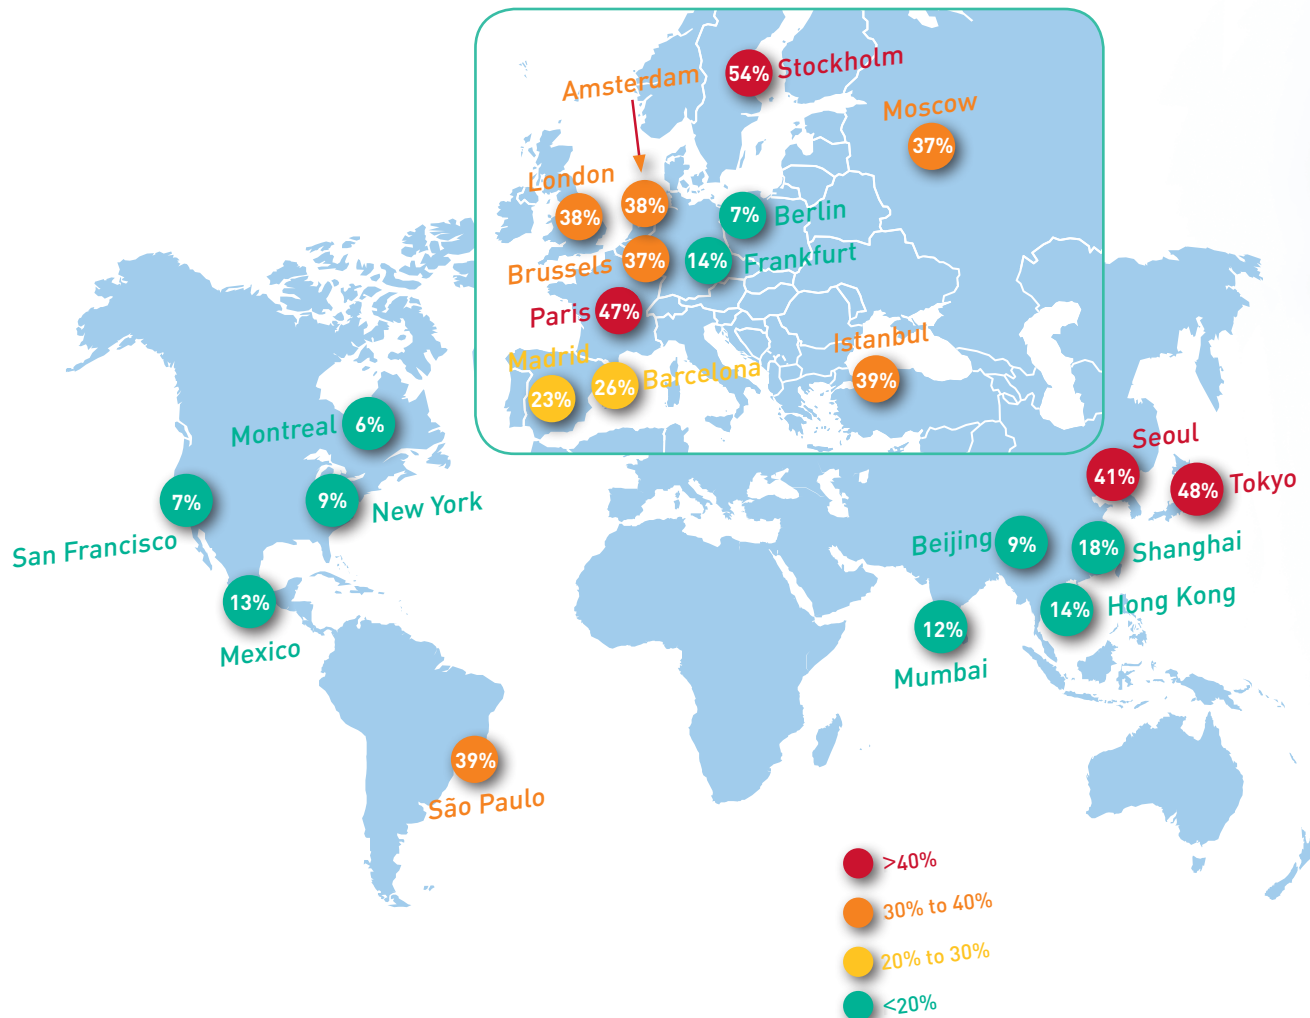 54%
Stockholm
Amsterdam
Moscow
37%
London
38%
38%
7%
Berlin
Brussels
37%
14%
Frankfurt
Paris
47%
Istanbul
39%
Madrid
23%
26%
Barcelona
Montreal
6%
7%
San Francisco
9%
New York
13%
Mexico
39%
São Paulo
Seoul
41%
48%
Tokyo
Beijing
9%
18%
Shanghai
14%
Hong Kong
12%
Mumbai
>40%
30% to 40%
20% to 30%
<20%